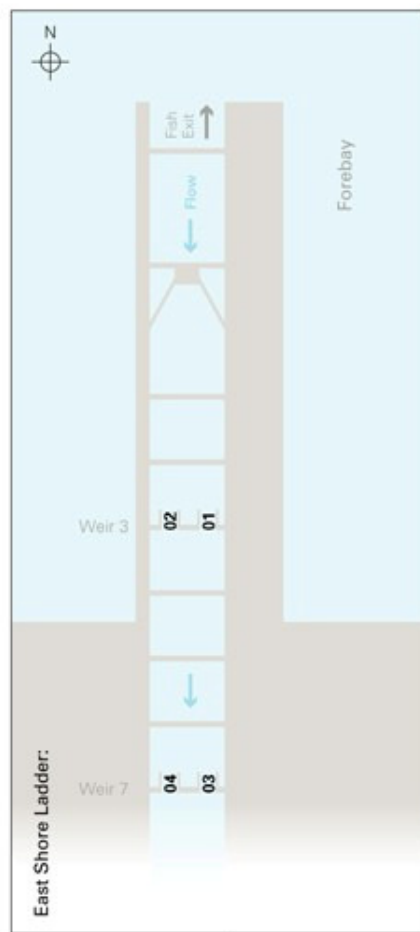 East Shore Ladder:
N
Fish
Exit
Flow
Forebay
Weir 3
02
01
Weir 7
04
03